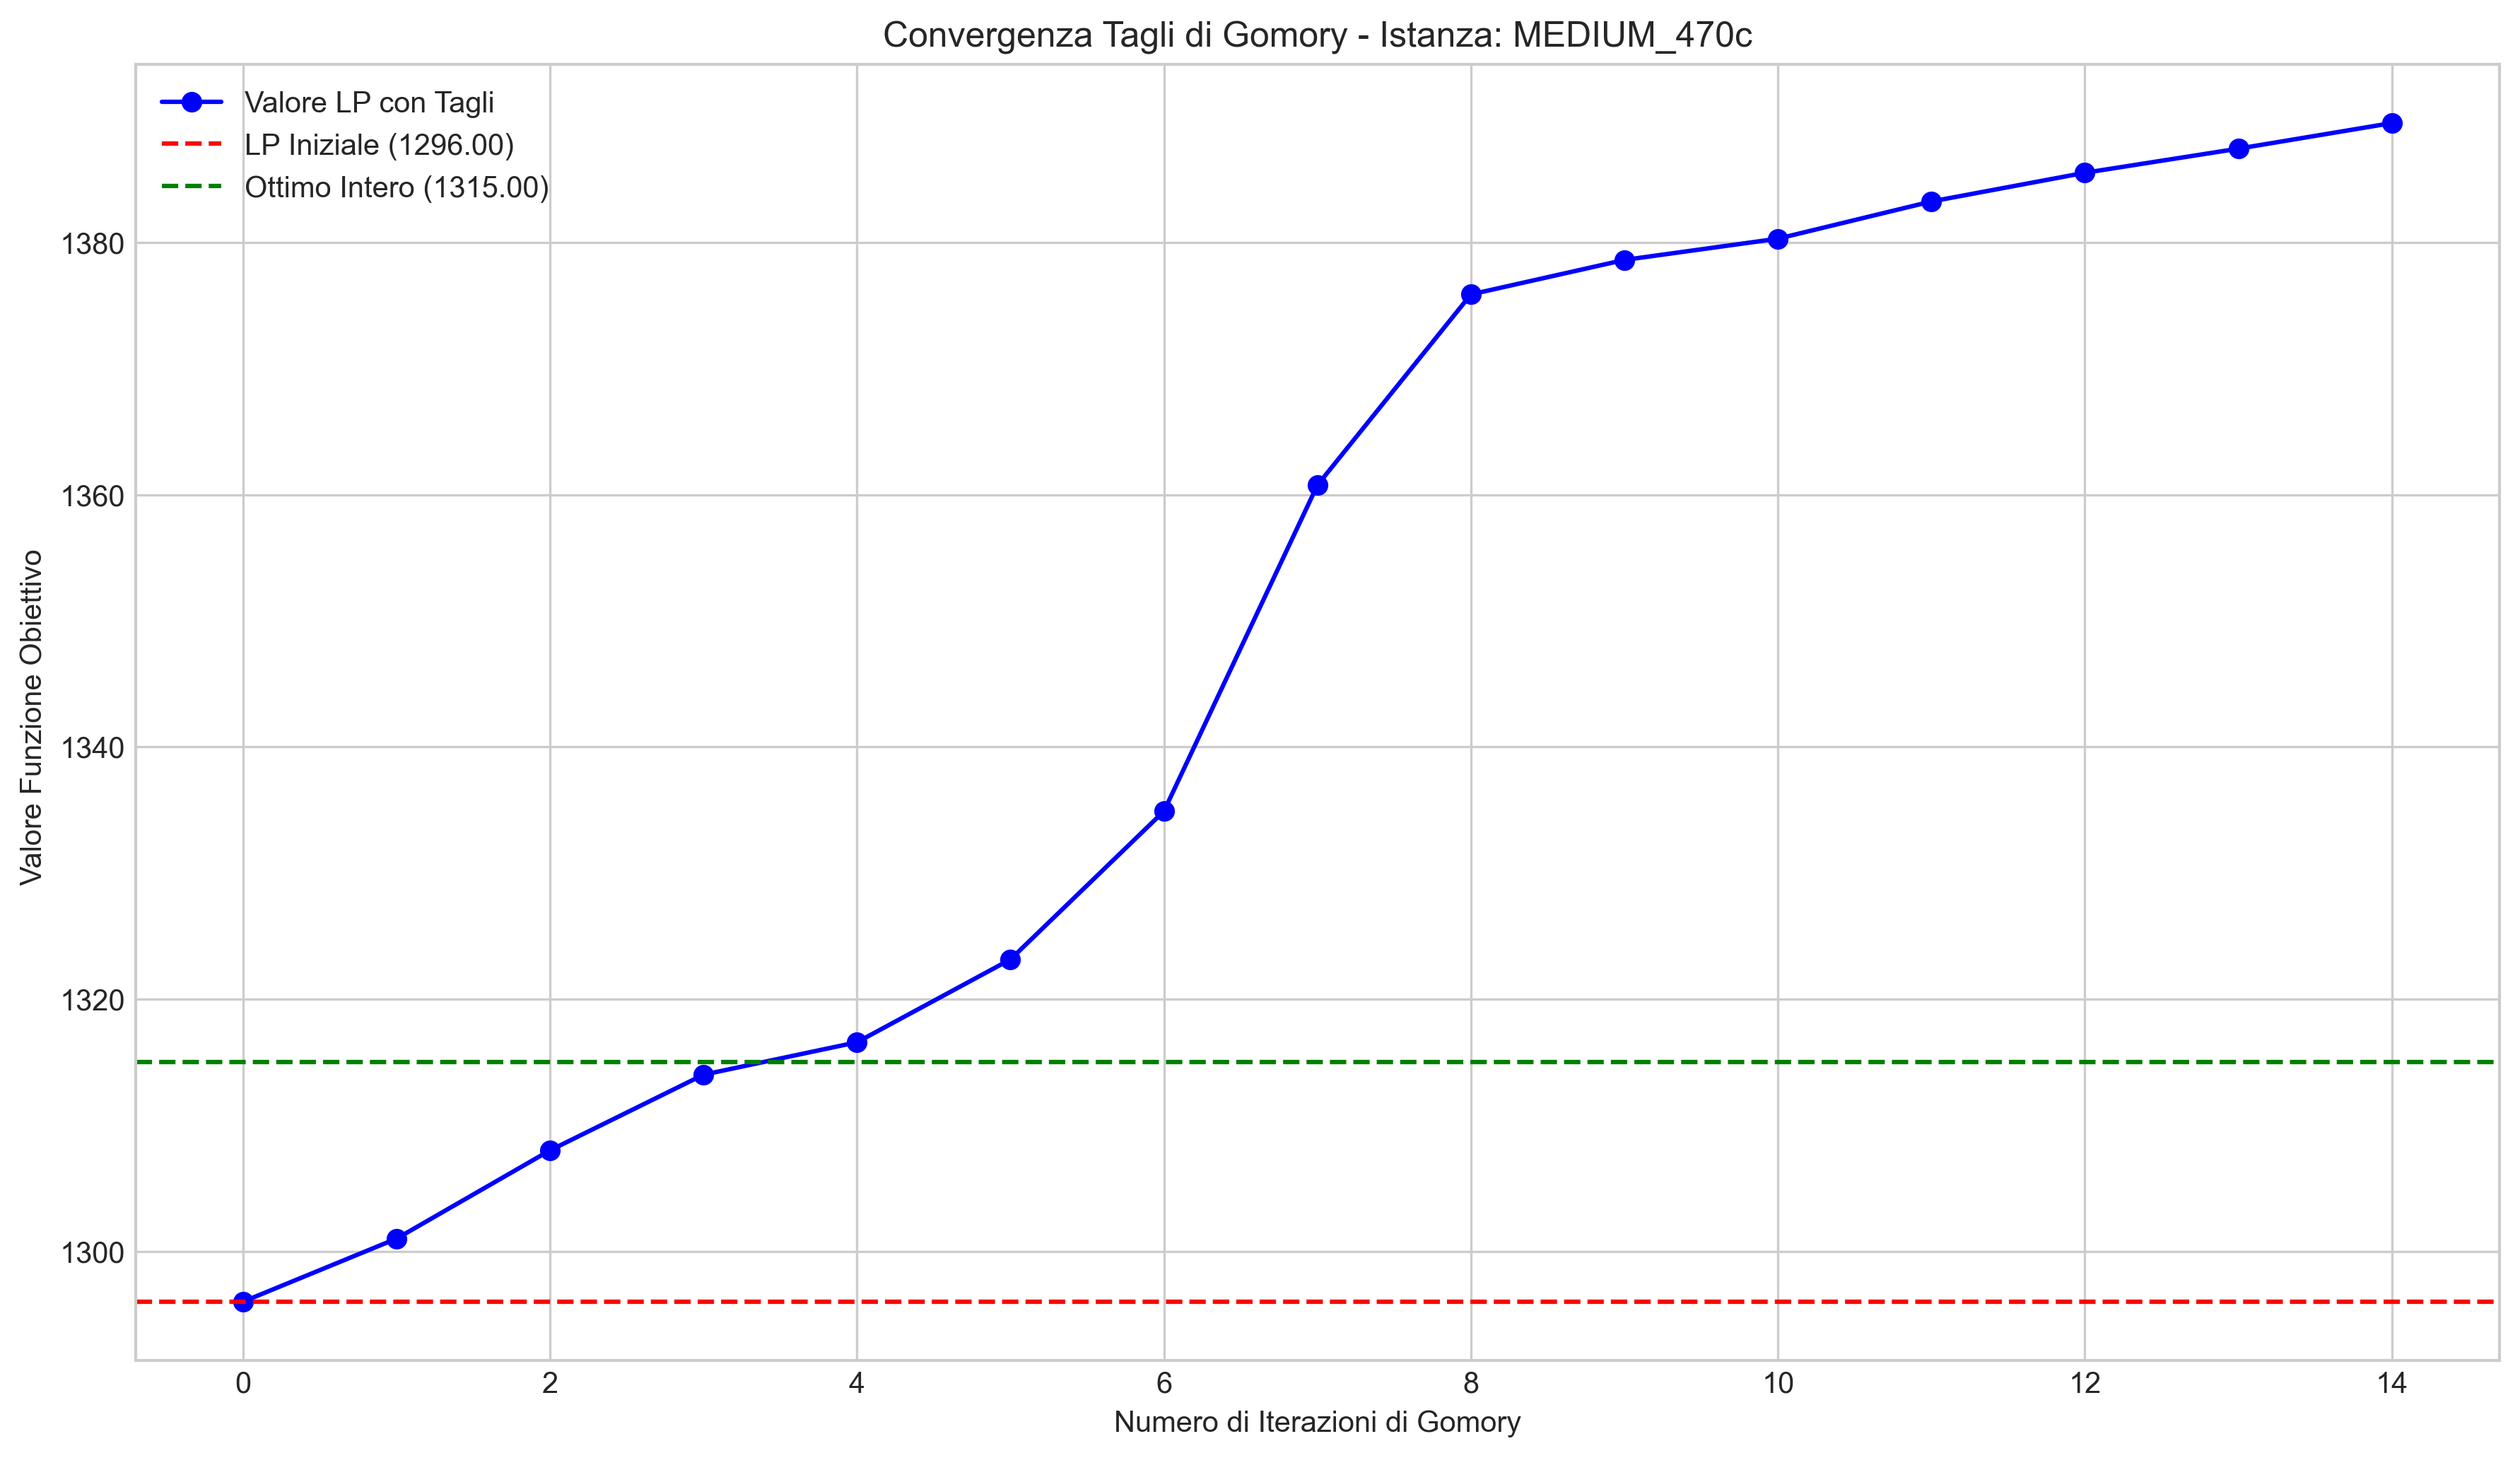 Convergenza Tagli di Gomory - Istanza: MEDIUM_470c
Valore LP con Tagli
LP Iniziale (1296.00)
Ottimo Intero (1315.00)
1380
1360
1340
1320
1300
Valore Funzione Obiettivo
0 2 4 6 8 10 12 14
Numero di Iterazioni di Gomory